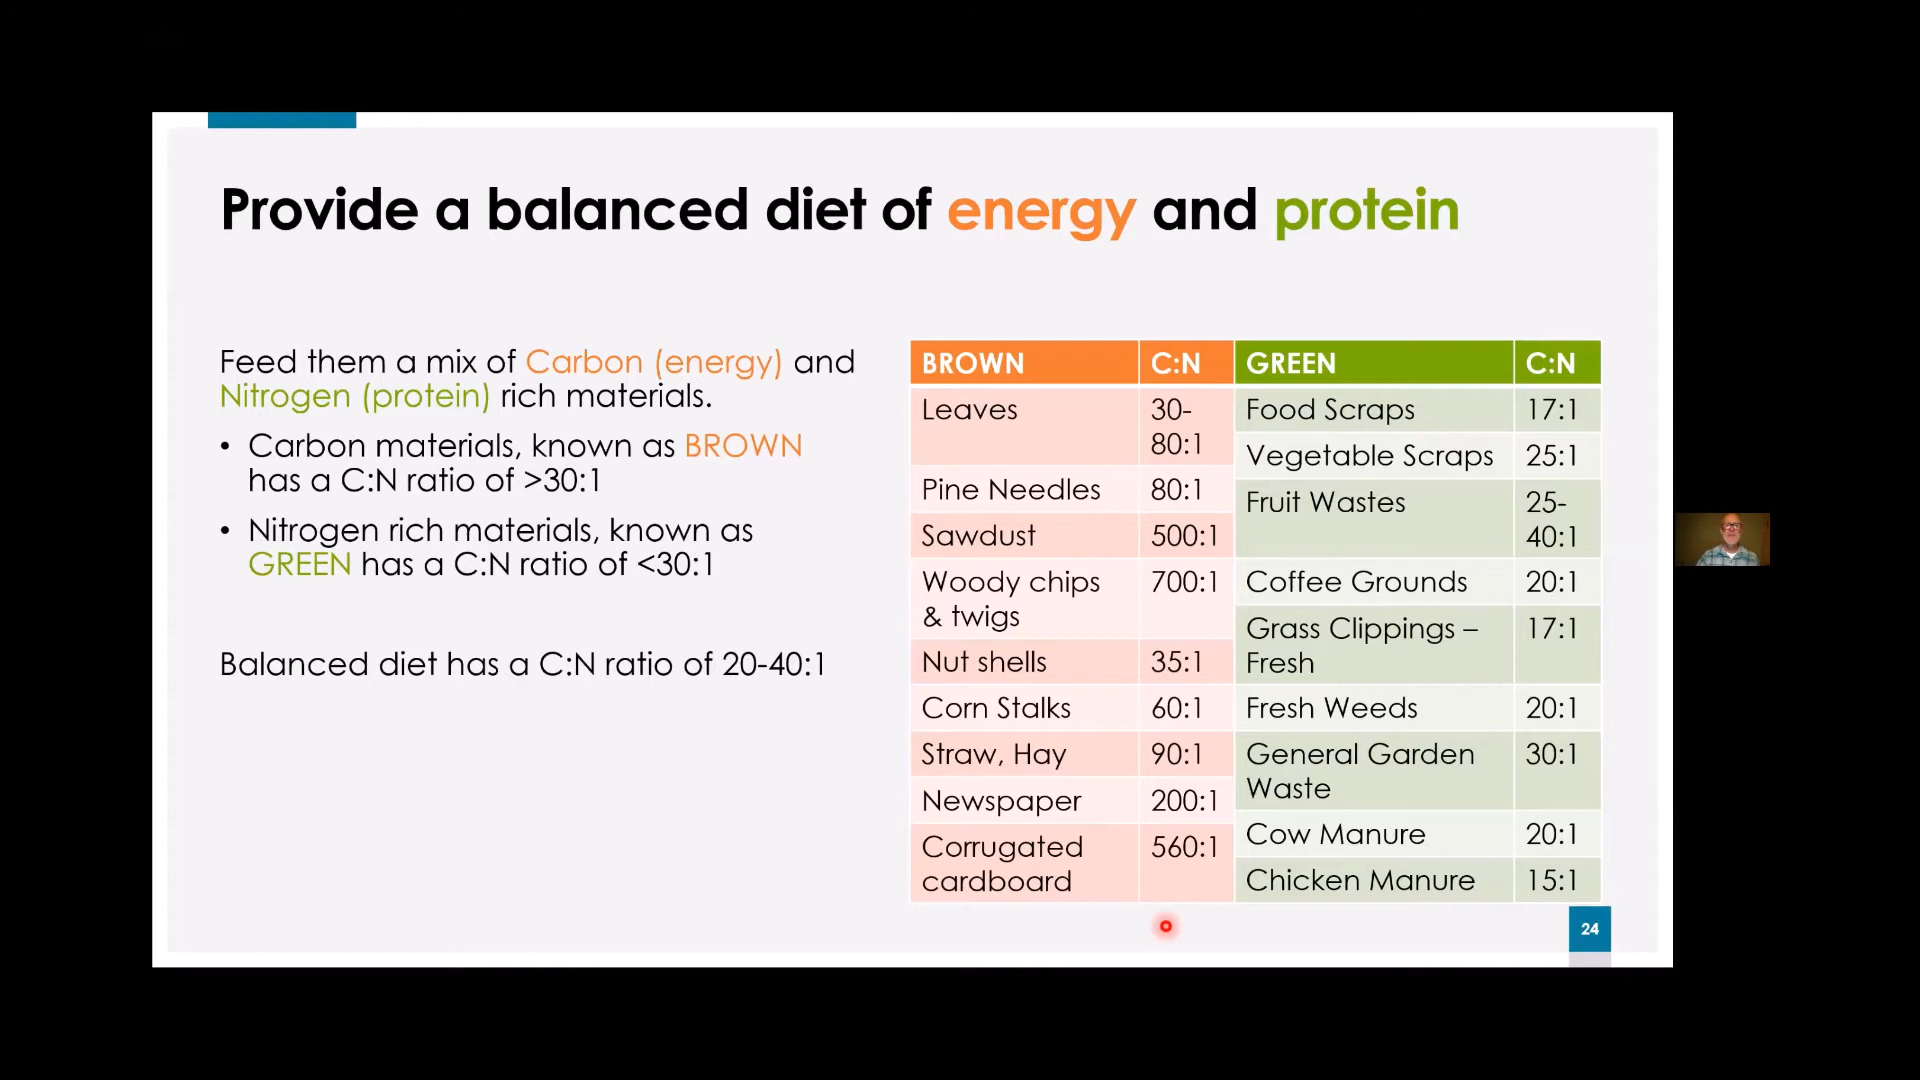 Provide a balanced diet of energy and protein
Feed them a mix of Carbon (energy) and
Nitrogen (protein) rich materials.
• Carbon materials, known as BROWN
has a C:N ratio of >30:1
• Nitrogen rich materials, known as
GREEN has a C:N ratio of <30:1
Balanced diet has a C:N ratio of 20-40:1
BROWN C:N
Leaves 30-
80:1
Pine Needles 80:1
Sawdust 500:1
Woody chips 700:1
& twigs
Nut shells 35:1
Corn Stalks 60:1
Straw, Hay 90:1
Newspaper 200:1
Corrugated 560:1
cardboard
GREEN C:N
Food Scraps 17:1
Vegetable Scraps 25:1
Fruit Wastes 25-
40:1
Coffee Grounds 20:1
Grass Clippings – 17:1
Fresh
Fresh Weeds 20:1
General Garden 30:1
Waste
Cow Manure 20:1
Chicken Manure 15:1
24